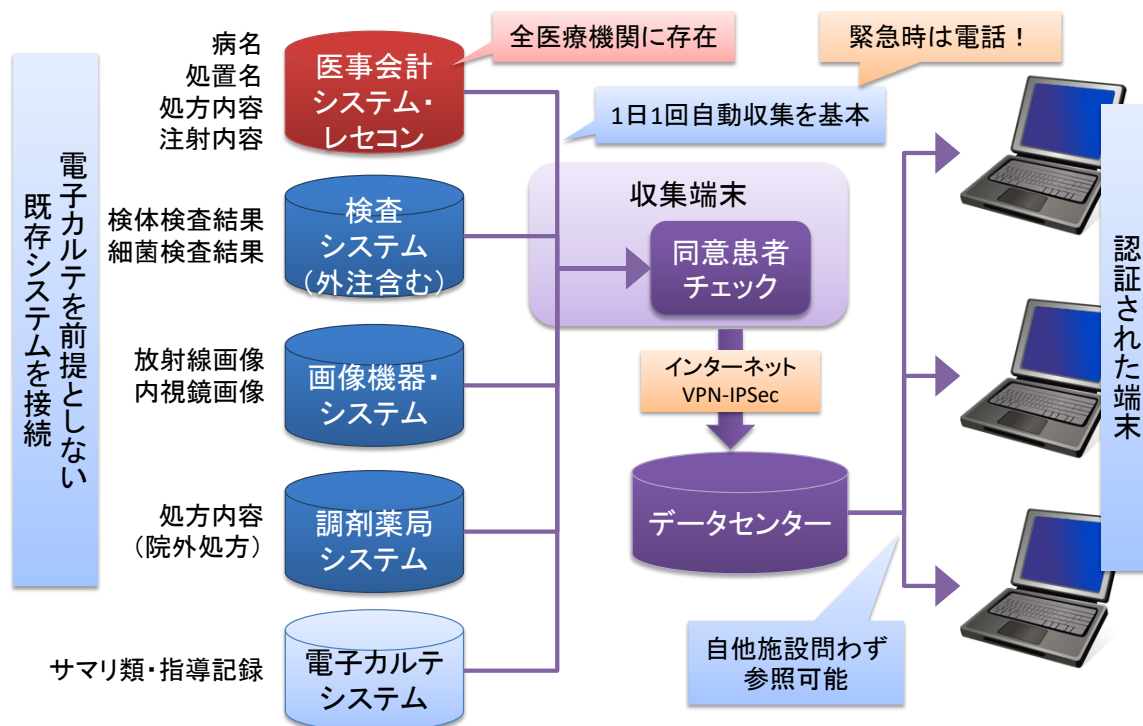 電子カルテを前提としない
既存システムを接続
病名
処置名
処方内容
注射内容
医事会計
システム・
レセコン
全医療機関に存在
緊急時は電話！
1日1回自動収集を基本
検体検査結果
細菌検査結果
検査
システム
（外注含む）
収集端末
同意患者
チェック
放射線画像
内視鏡画像
画像機器・
システム
インターネット
VPN-IPSec
処方内容
（院外処方）
調剤薬局
システム
データセンター
サマリ類・指導記録
電子カルテ
システム
自他施設問わず
参照可能
認証された端末